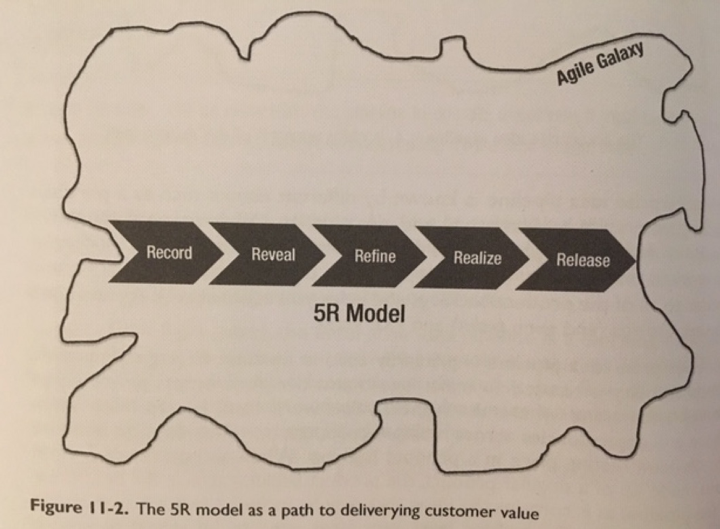 Agile Galaxy
Record Reveal Refine Realize Release
5R Model
Figure 11-2. The 5R model as a path to deliverying customer value